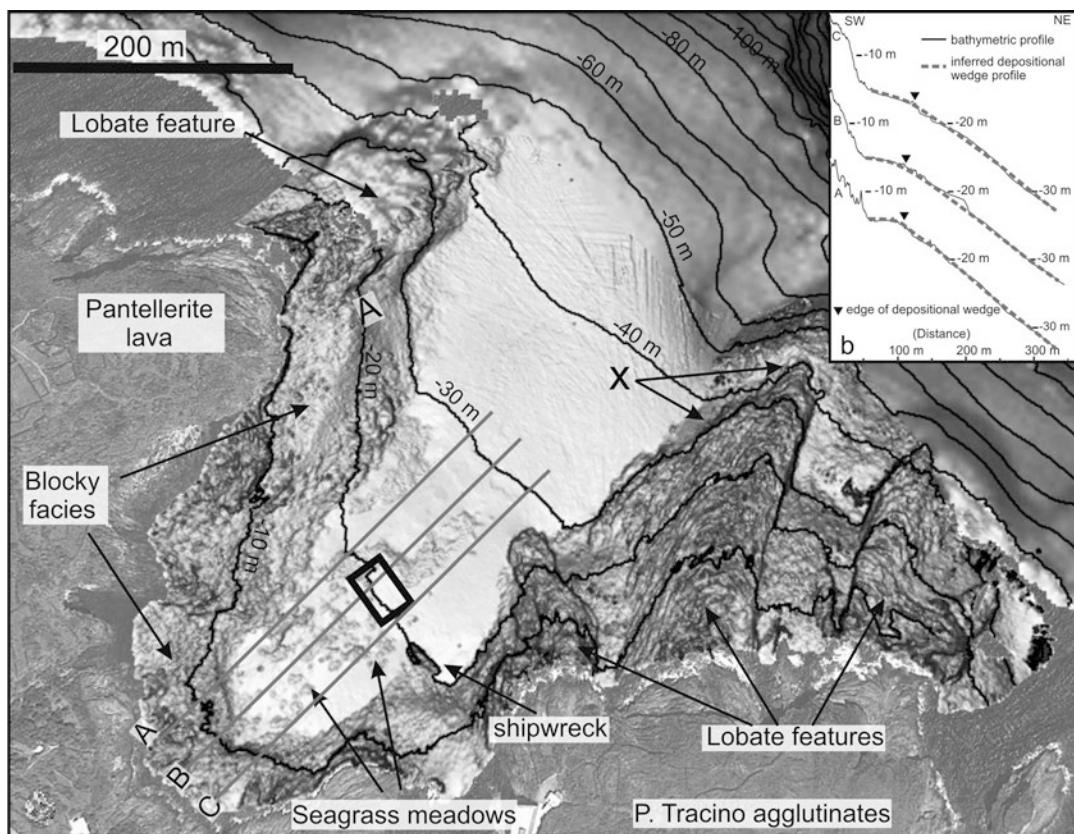 200 m
Lobate feature
-60 m
-80 m
100 m
-50 m
-40 m
-30 m
-20 m
-10 m
A
X
Pantellerite
lava
Blocky
facies
A
B
C
shipwreck
Seagrass meadows
Lobate features
P. Tracino agglutinates
SW
NE
C
bathymetric profile
inferred depositional
wedge profile
-10 m
-20 m
-30 m
B
-10 m
-20 m
-30 m
A
-10 m
-20 m
-30 m
edge of depositional wedge
(Distance)
b
100 m
200 m
300 m